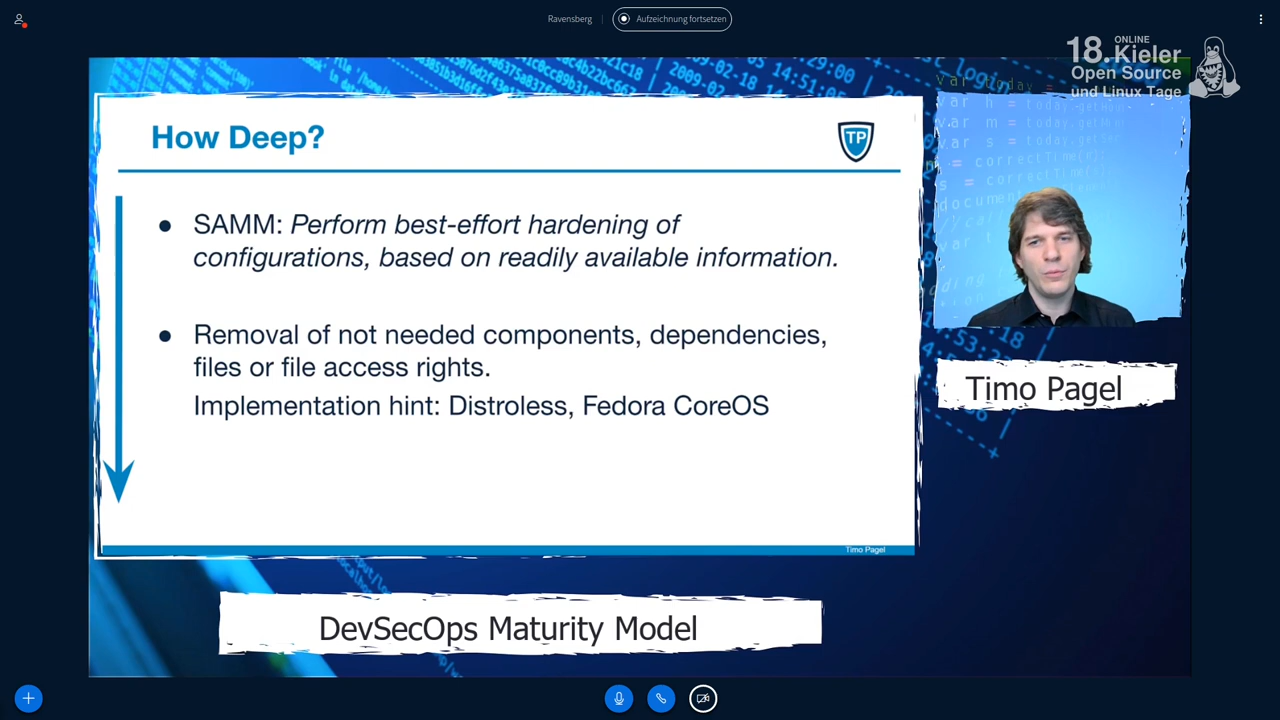 Ravensberg
Aufzeichnung fortsetzen
ONLINE
18.Kieler
Open Source
und Linux Tage
How Deep?
TP
● SAMM: Perform best-effort hardening of
configurations, based on readily available information.
● Removal of not needed components, dependencies,
files or file access rights.
Implementation hint: Distroless, Fedora CoreOS
Timo Pagel
Timo Pagel
DevSecOps Maturity Model